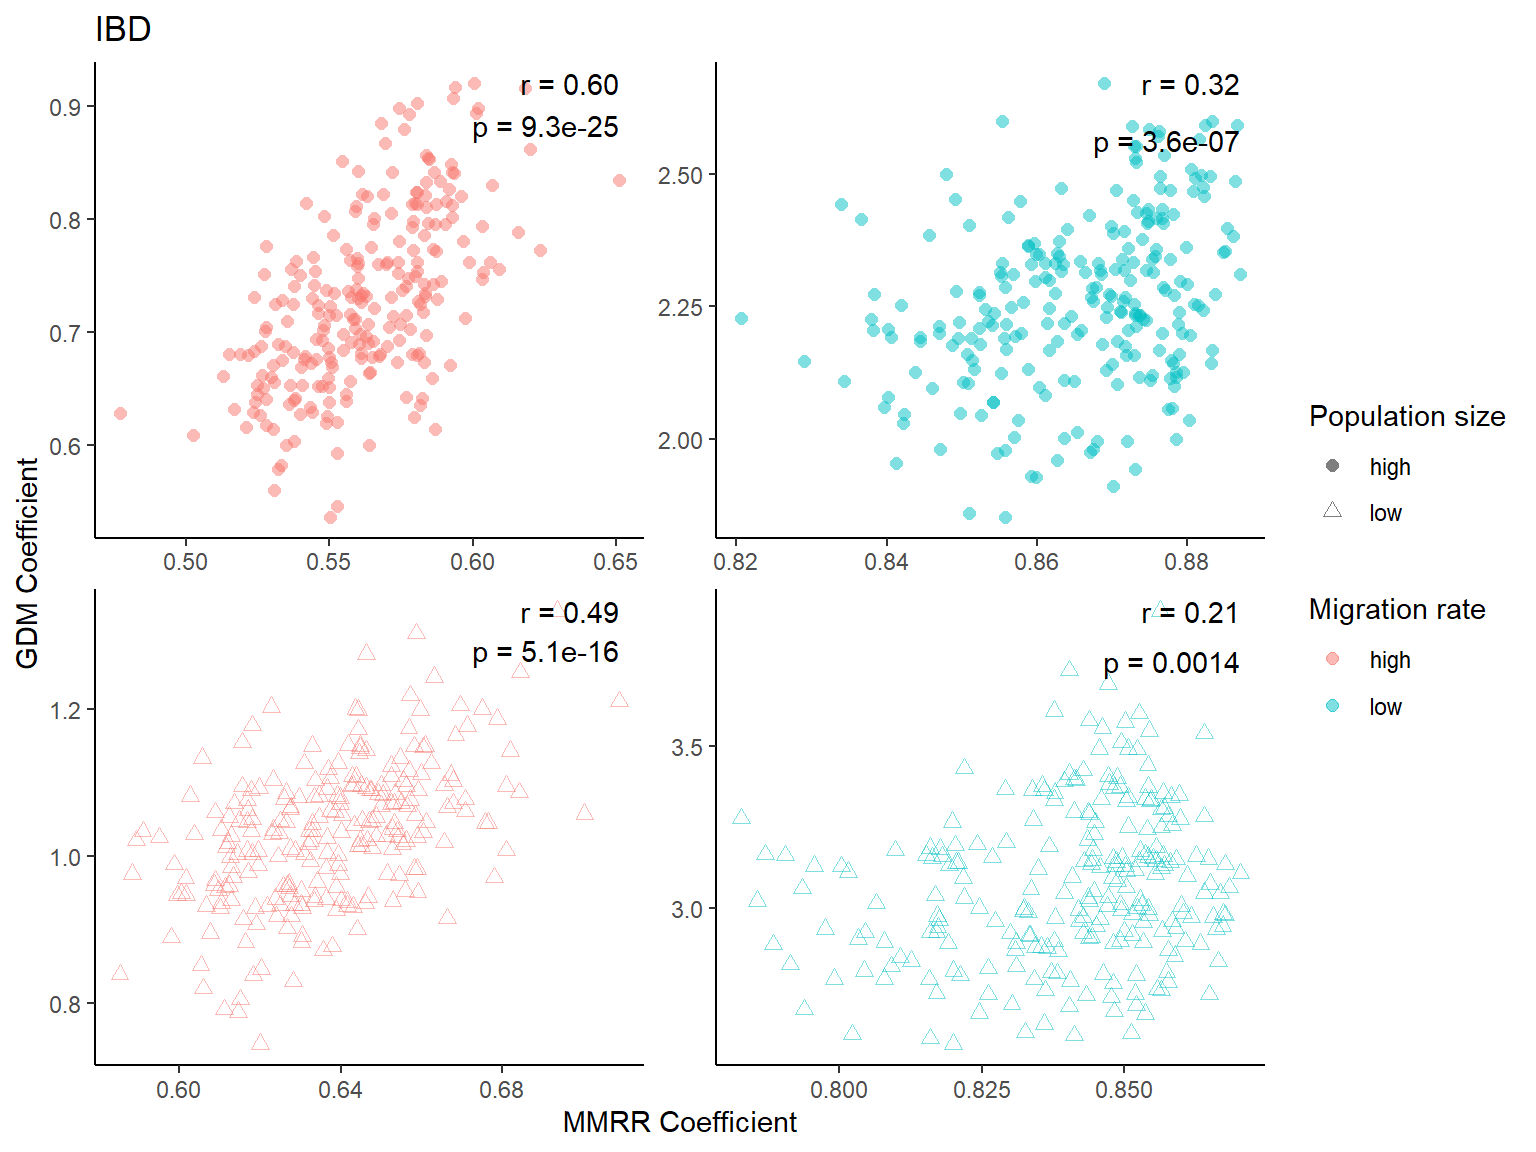 IBD
r = 0.60
p = 9.3e-25
0.9
0.8
0.7
0.6
0.50
0.55
0.60
0.65
r = 0.32
p = 3.6e-07
2.50
2.25
2.00
0.82
0.84
0.86
0.88
r = 0.49
p = 5.1e-16
1.2
1.0
0.8
0.60
0.64
0.68
r = 0.21
p = 0.0014
3.5
3.0
0.800
0.825
0.850
GDM Coefficient
MMRR Coefficient
Population size
high
low
Migration rate
high
low